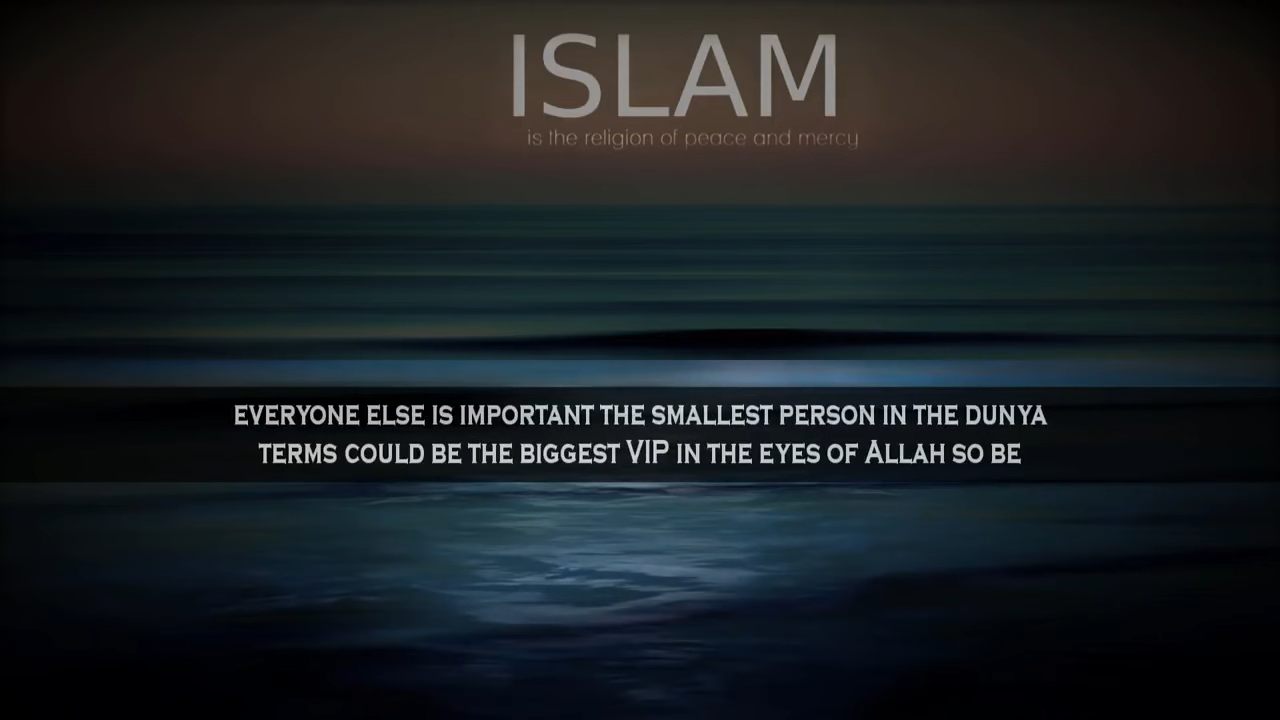 ISLAM
is the religion of peace and mercy
EVERYONE ELSE IS IMPORTANT THE SMALLEST PERSON IN THE DUNYA
TERMS COULD BE THE BIGGEST VIP IN THE EYES OF ALLAH SO BE